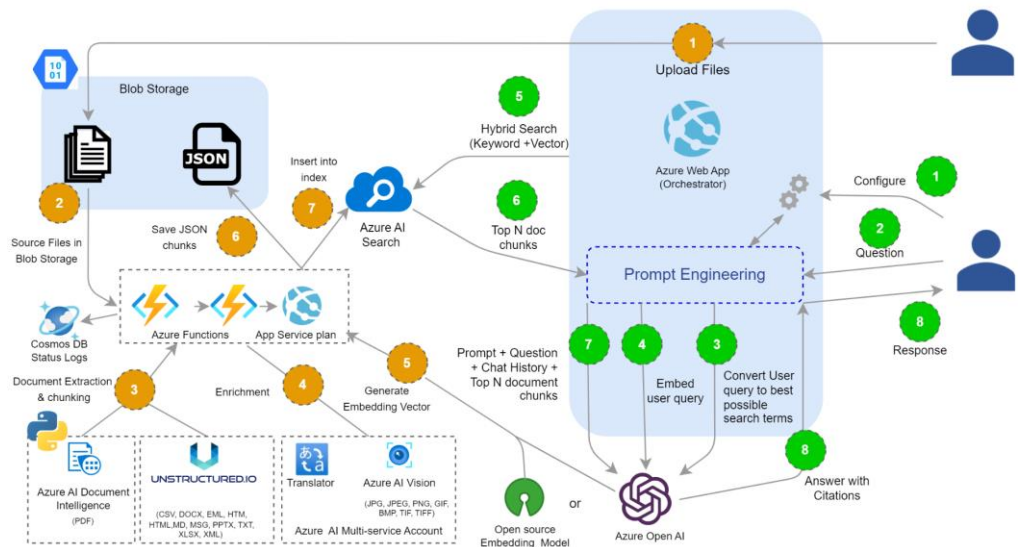 1
Upload Files
10
01
Blob Storage
JSON
5
Hybrid Search
(Keyword +Vector)
Azure Web App
(Orchestrator)
Configure
1
2
Question
2
Source Files in
Blob Storage
Save JSON
chunks
6
Insert into
index
7
Azure AI
Search
6
Top N doc
chunks
Prompt Engineering
8
Response
Azure Functions
App Service plan
Cosmos DB
Status Logs
Document Extraction
& chunking
3
Enrichment
4
Generate
Embedding Vector
5
Prompt + Question
+ Chat History +
Top N document
chunks
7
4
Embed
user query
3
Convert User
query to best
possible
search terms
8
Answer with
Citations
Azure AI Document
Intelligence
(PDF)
UNSTRUCTURED.IO
(CSV, DOCX, EML, HTM,
HTML,MD, MSG, PPTX, TXT,
XLSX, XML)
あ
a
Translator
Azure AI Vision
(JPG, JPEG, PNG, GIF,
BMP, TIF, TIFF)
Azure AI Multi-service Account
Open source
Embedding Model
or
Azure Open AI